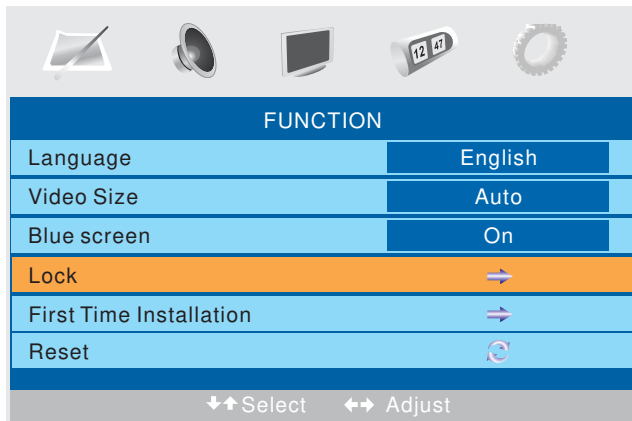 12 47
FUNCTION
Language English
Video Size Auto
Blue screen On
Lock
First Time Installation
Reset
Select Adjust